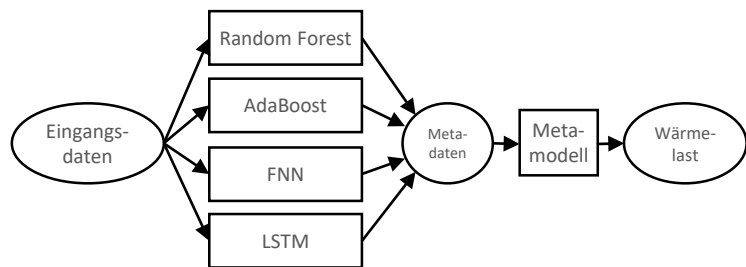 Random Forest
AdaBoost
Eingangs-
daten
FNN
LSTM
Meta-
daten
Meta-
modell
Wärme-
last